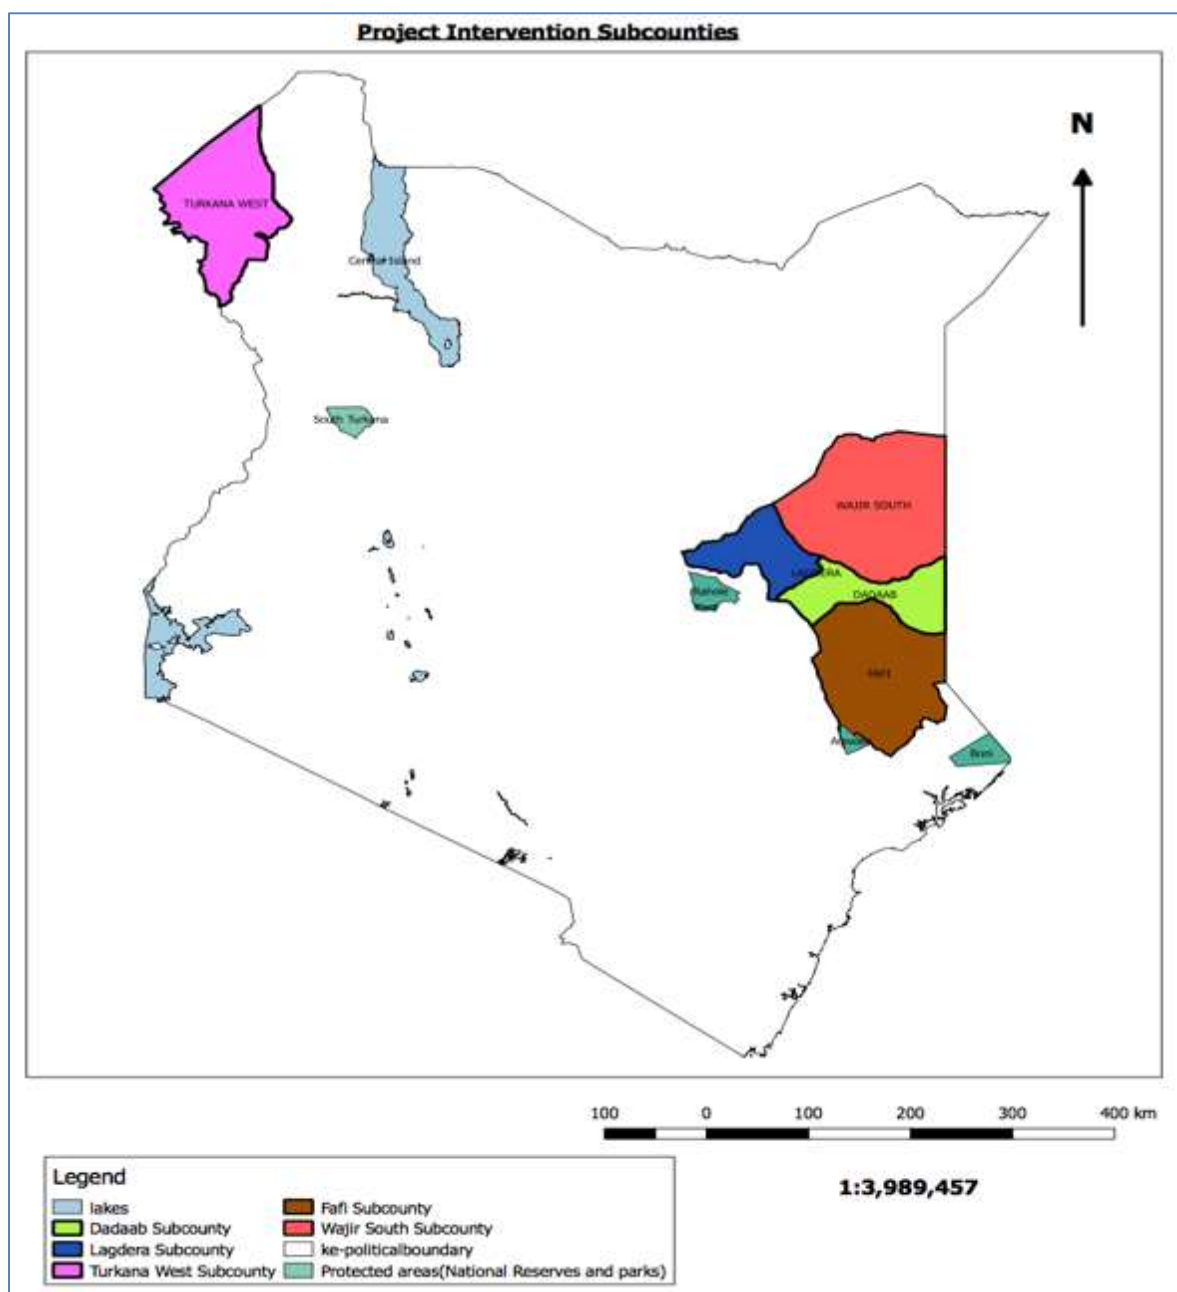 Project Intervention Subcounties
N
TURKANA WEST
Central Island
South Turkana
WAJIR SOUTH
LAGDERA
DADAAB
FAFI
Boni
100 0 100 200 300 400 km
1:3,989,457
Legend
lakes
Dadaab Subcounty
Lagdera Subcounty
Turkana West Subcounty
Fafi Subcounty
Wajir South Subcounty
ke-politicalboundary
Protected areas(National Reserves and parks)